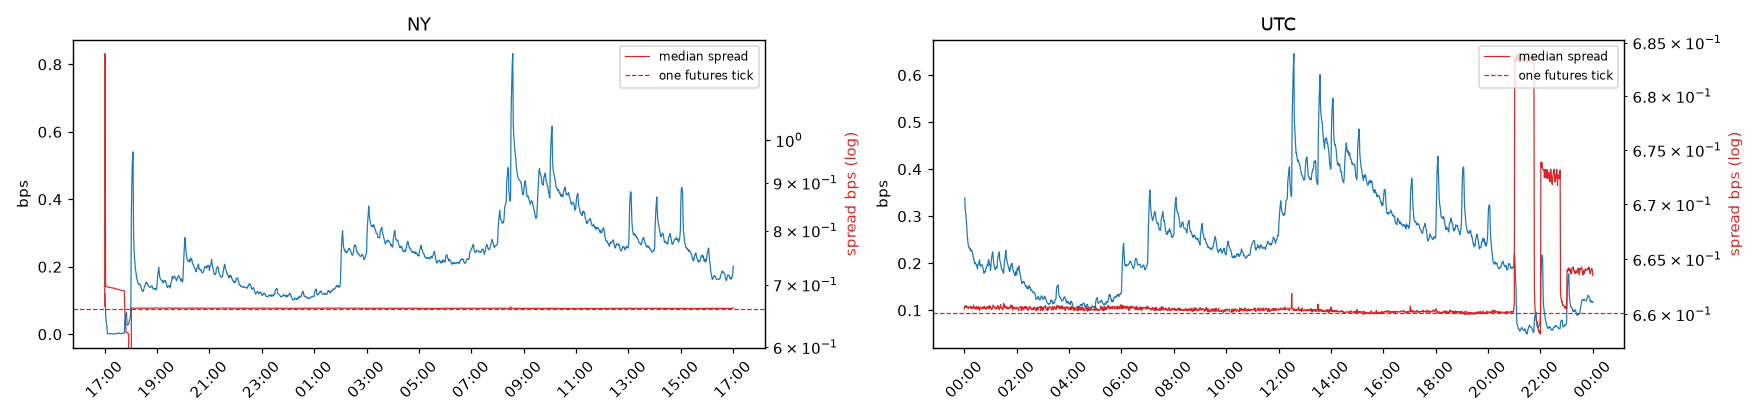 NY
bps
0.8
0.6
0.4
0.2
0.0
17:00
19:00
21:00
23:00
01:00
03:00
05:00
07:00
09:00
11:00
13:00
15:00
17:00
median spread
one futures tick
10⁰
9 × 10⁻¹
8 × 10⁻¹
7 × 10⁻¹
6 × 10⁻¹
spread bps (log)
UTC
bps
0.6
0.5
0.4
0.3
0.2
0.1
00:00
02:00
04:00
06:00
08:00
10:00
12:00
14:00
16:00
18:00
20:00
22:00
00:00
median spread
one futures tick
6.85 × 10⁻¹
6.8 × 10⁻¹
6.75 × 10⁻¹
6.7 × 10⁻¹
6.65 × 10⁻¹
6.6 × 10⁻¹
spread bps (log)